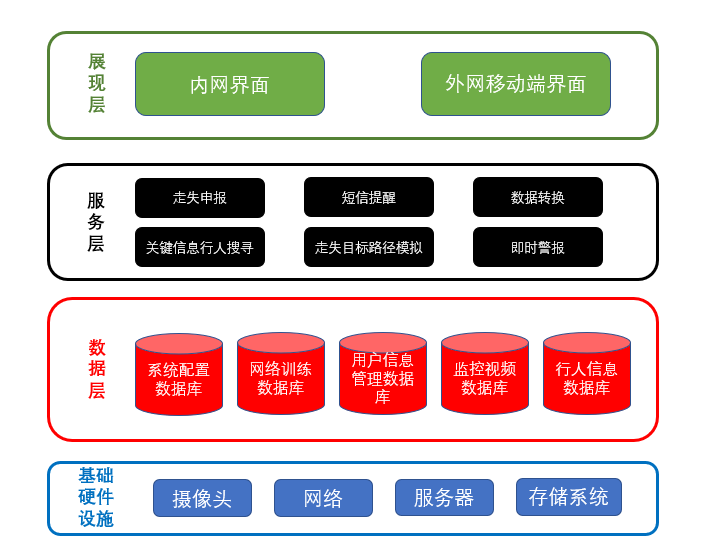 展
现
层
内网界面
外网移动端界面
服
务
层
走失申报
短信提醒
数据转换
关键信息行人搜寻
走失目标路径模拟
即时警报
数
据
层
系统配置
数据库
网络训练
数据库
用户信息
管理数据
库
监控视频
数据库
行人信息
数据库
基础
硬件
设施
摄像头
网络
服务器
存储系统